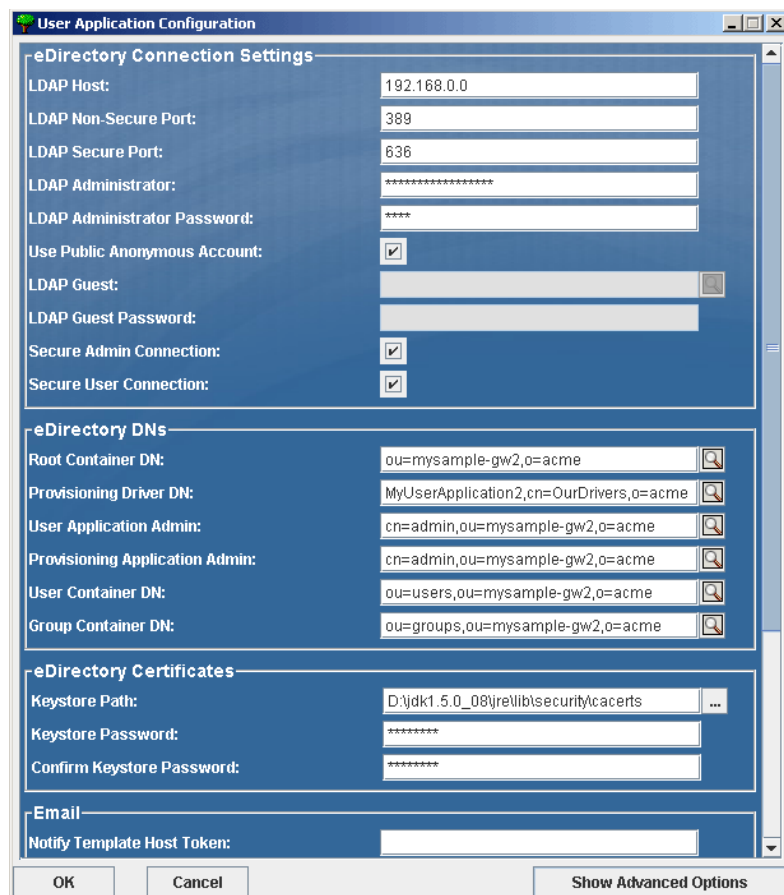 User Application Configuration
eDirectory Connection Settings
LDAP Host: 192.168.0.0
LDAP Non-Secure Port: 389
LDAP Secure Port: 636
LDAP Administrator: *****************
LDAP Administrator Password: ****
Use Public Anonymous Account:
LDAP Guest:
LDAP Guest Password:
Secure Admin Connection:
Secure User Connection:
eDirectory DNs
Root Container DN: ou=mysample-gw2,o=acme
Provisioning Driver DN: MyUserApplication2,cn=OurDrivers,o=acme
User Application Admin: cn=admin,ou=mysample-gw2,o=acme
Provisioning Application Admin: cn=admin,ou=mysample-gw2,o=acme
User Container DN: ou=users,ou=mysample-gw2,o=acme
Group Container DN: ou=groups,ou=mysample-gw2,o=acme
eDirectory Certificates
Keystore Path: D:\jdk1.5.0_08\jre\lib\security\cacerts ...
Keystore Password: ********
Confirm Keystore Password: ********
Email
Notify Template Host Token:
OK Cancel Show Advanced Options